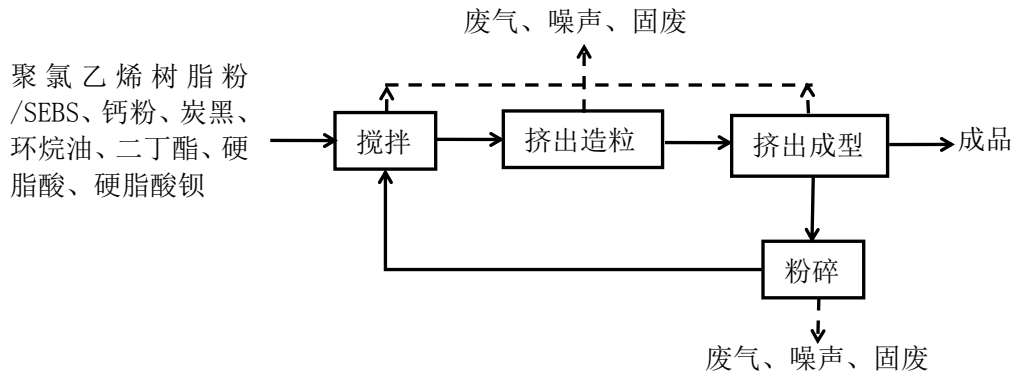 废气、噪声、固废
聚氯乙烯树脂粉
/SEBS、钙粉、炭黑、
环烷油、二丁酯、硬
脂酸、硬脂酸钡
搅拌
挤出造粒
挤出成型
成品
粉碎
废气、噪声、固废